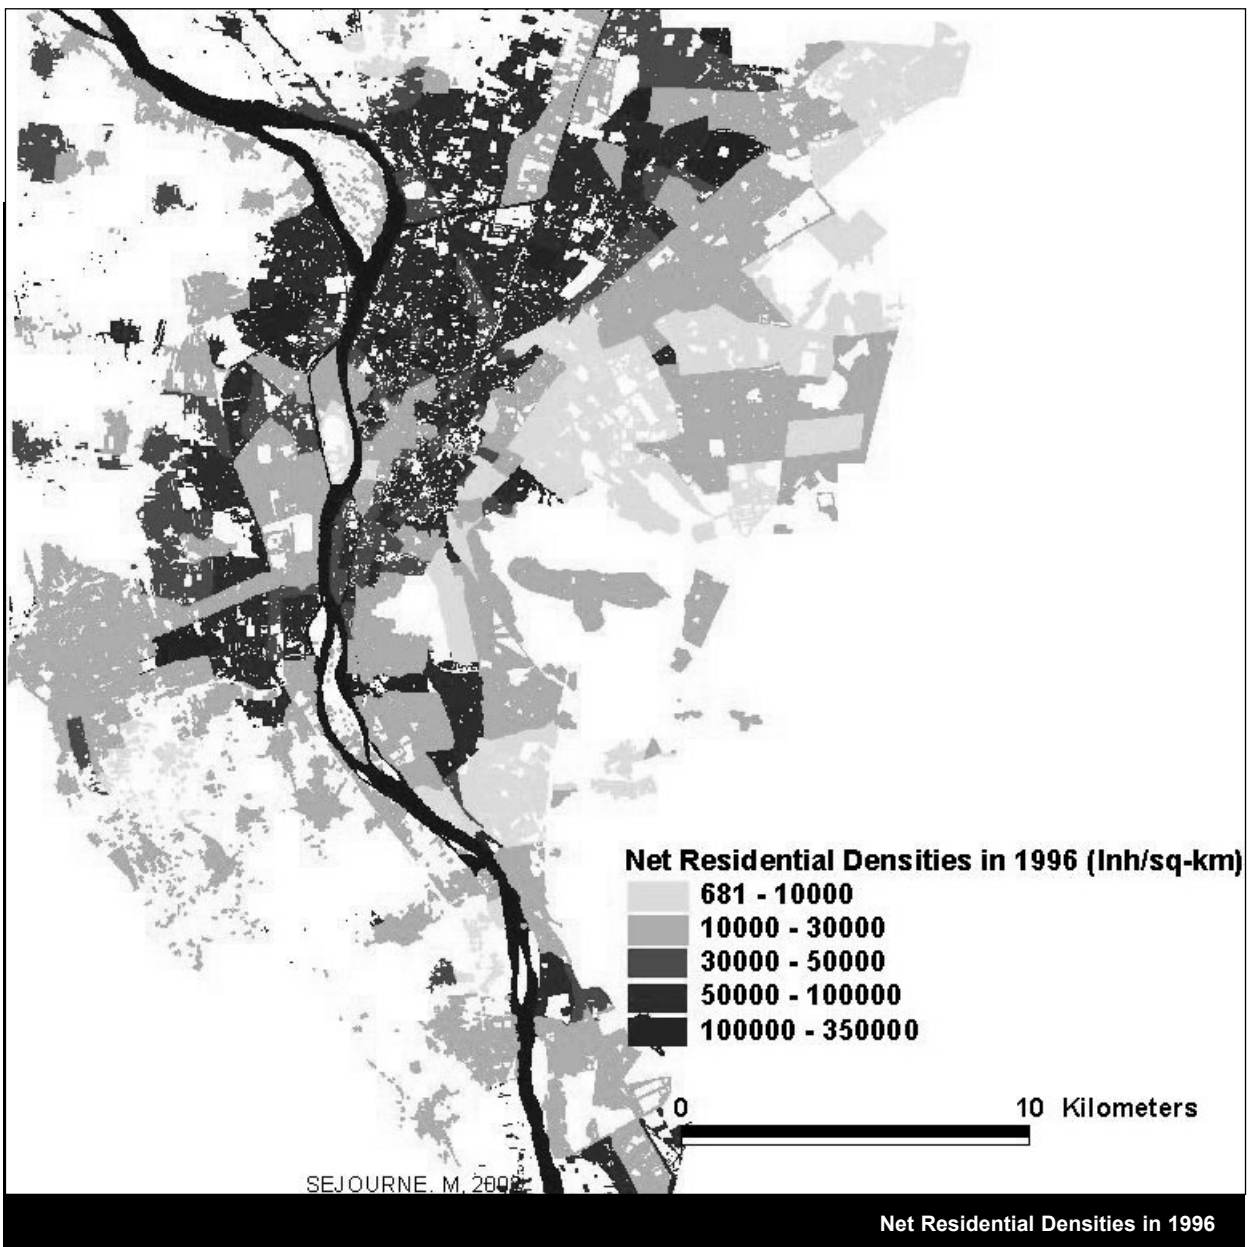 Net Residential Densities in 1996 (Inh/sq-km)
681 - 10000
10000 - 30000
30000 - 50000
50000 - 100000
100000 - 350000
0 10 Kilometers
SEJOURNE. M,
Net Residential Densities in 1996